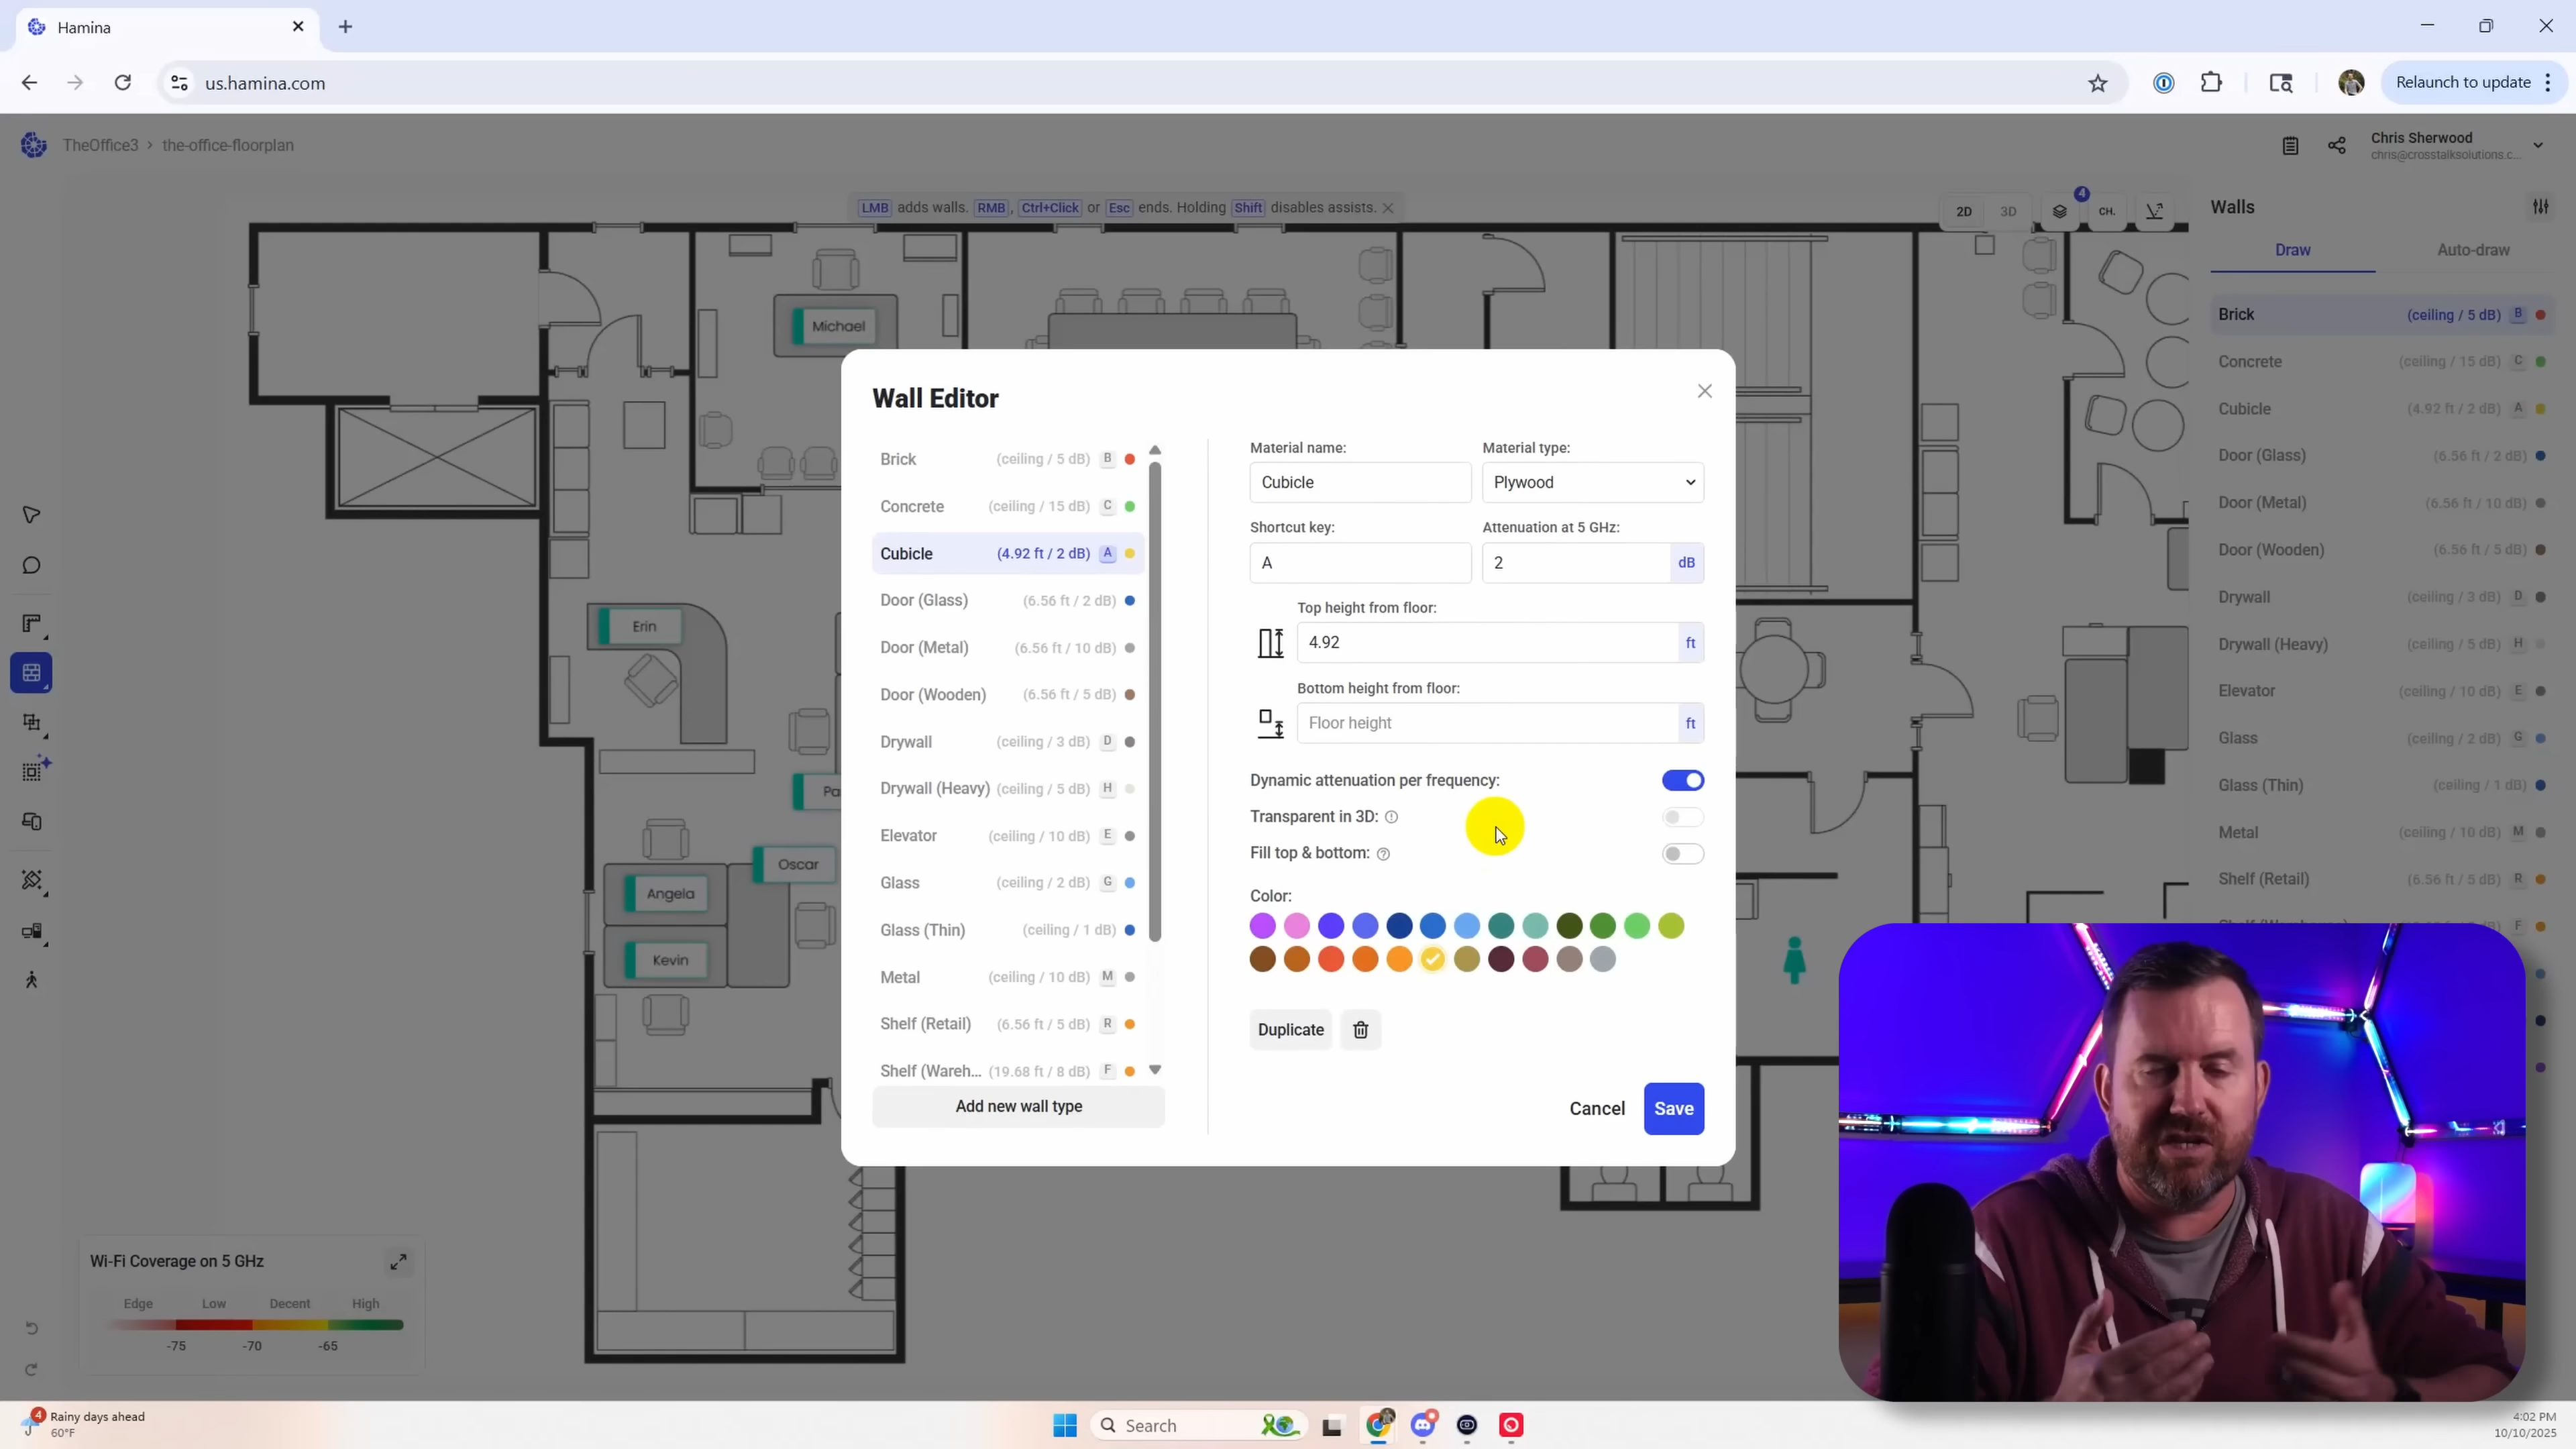 Hamina
us.hamina.com
Relaunch to update
TheOffice3 > the-office-floorplan
Chris Sherwood
chris@crosstalksolutions.c...
LMB adds walls. RMB, Ctrl+Click or Esc ends. Holding Shift disables assists.
2D 3D 4 CH.
Walls
Draw Auto-draw
Brick (ceiling / 5 dB) B
Concrete (ceiling / 15 dB) C
Cubicle (4.92 ft / 2 dB) A
Door (Glass) (6.56 ft / 2 dB)
Door (Metal) (6.56 ft / 10 dB)
Door (Wooden) (6.56 ft / 5 dB)
Drywall (ceiling / 3 dB) D
Drywall (Heavy) (ceiling / 5 dB) H
Elevator (ceiling / 10 dB) E
Glass (ceiling / 2 dB) G
Glass (Thin) (ceiling / 1 dB)
Metal (ceiling / 10 dB) M
Shelf (Retail) (6.56 ft / 5 dB) R
F
Michael
Erin
Pa
Oscar
Angela
Kevin
Wall Editor
Brick (ceiling / 5 dB) B
Concrete (ceiling / 15 dB) C
Cubicle (4.92 ft / 2 dB) A
Door (Glass) (6.56 ft / 2 dB)
Door (Metal) (6.56 ft / 10 dB)
Door (Wooden) (6.56 ft / 5 dB)
Drywall (ceiling / 3 dB) D
Drywall (Heavy) (ceiling / 5 dB) H
Elevator (ceiling / 10 dB) E
Glass (ceiling / 2 dB) G
Glass (Thin) (ceiling / 1 dB)
Metal (ceiling / 10 dB) M
Shelf (Retail) (6.56 ft / 5 dB) R
Shelf (Wareh... (19.68 ft / 8 dB) F
Add new wall type
Material name: Material type:
Cubicle Plywood
Shortcut key: Attenuation at 5 GHz:
A 2 dB
Top height from floor:
4.92 ft
Bottom height from floor:
Floor height ft
Dynamic attenuation per frequency:
Transparent in 3D:
Fill top & bottom:
Color:
Duplicate
Cancel Save
Wi-Fi Coverage on 5 GHz
Edge Low Decent High
-75 -70 -65
4
Rainy days ahead
60°F
Search
4:02 PM
10/10/2025